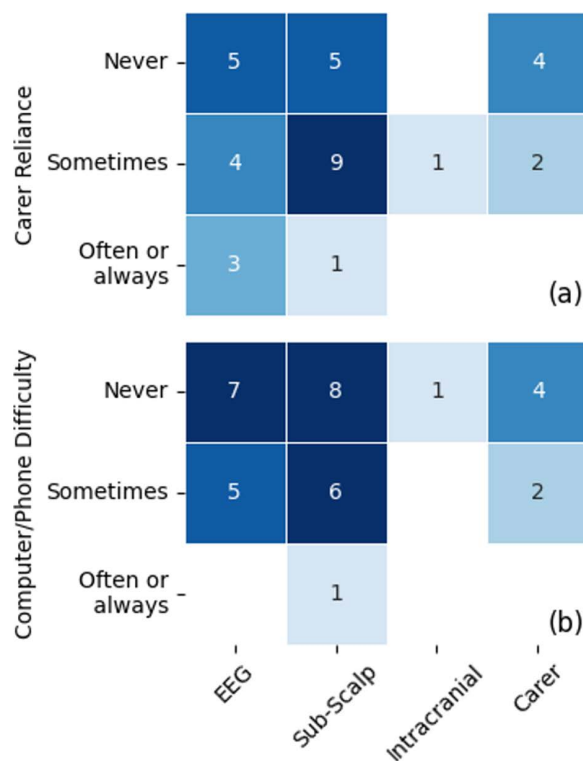 Carer Reliance
Never
5 5 4
Sometimes
4 9 1 2
Often or
always
3 1
(a)
Computer/Phone Difficulty
Never
7 8 1 4
Sometimes
5 6 2
Often or
always
1
(b)
EEG
Sub-Scalp
Intracranial
Carer